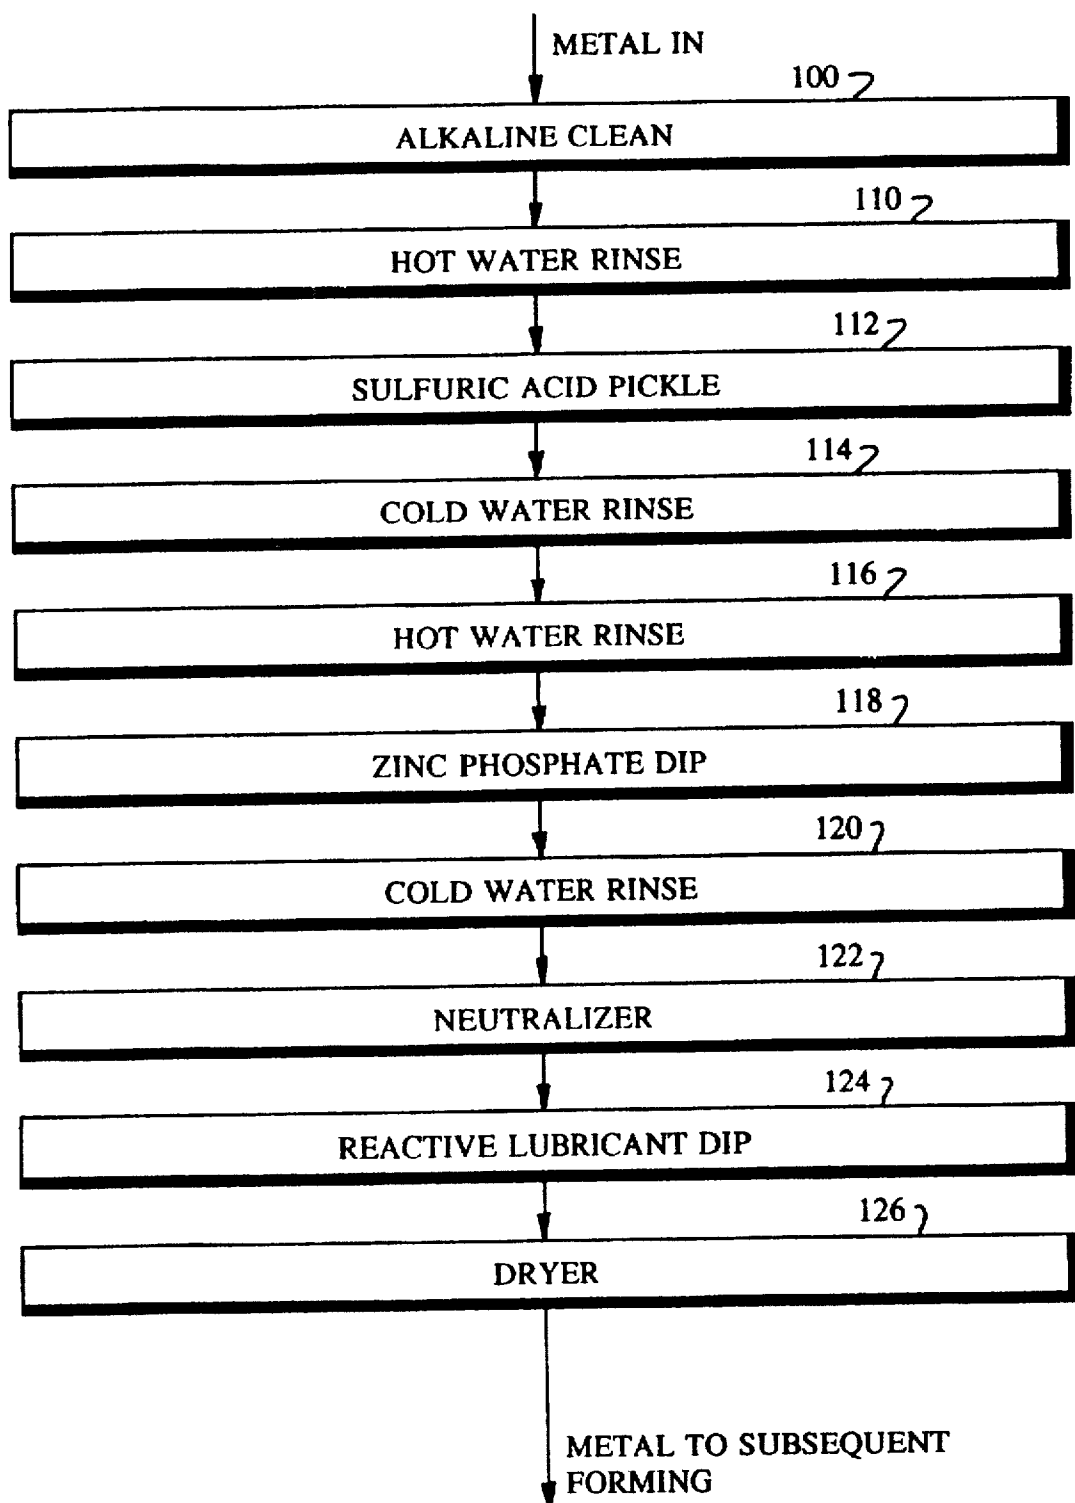 METAL IN
100
ALKALINE CLEAN
110
HOT WATER RINSE
112
SULFURIC ACID PICKLE
114
COLD WATER RINSE
116
HOT WATER RINSE
118
ZINC PHOSPHATE DIP
120
COLD WATER RINSE
122
NEUTRALIZER
124
REACTIVE LUBRICANT DIP
126
DRYER
METAL TO SUBSEQUENT
FORMING